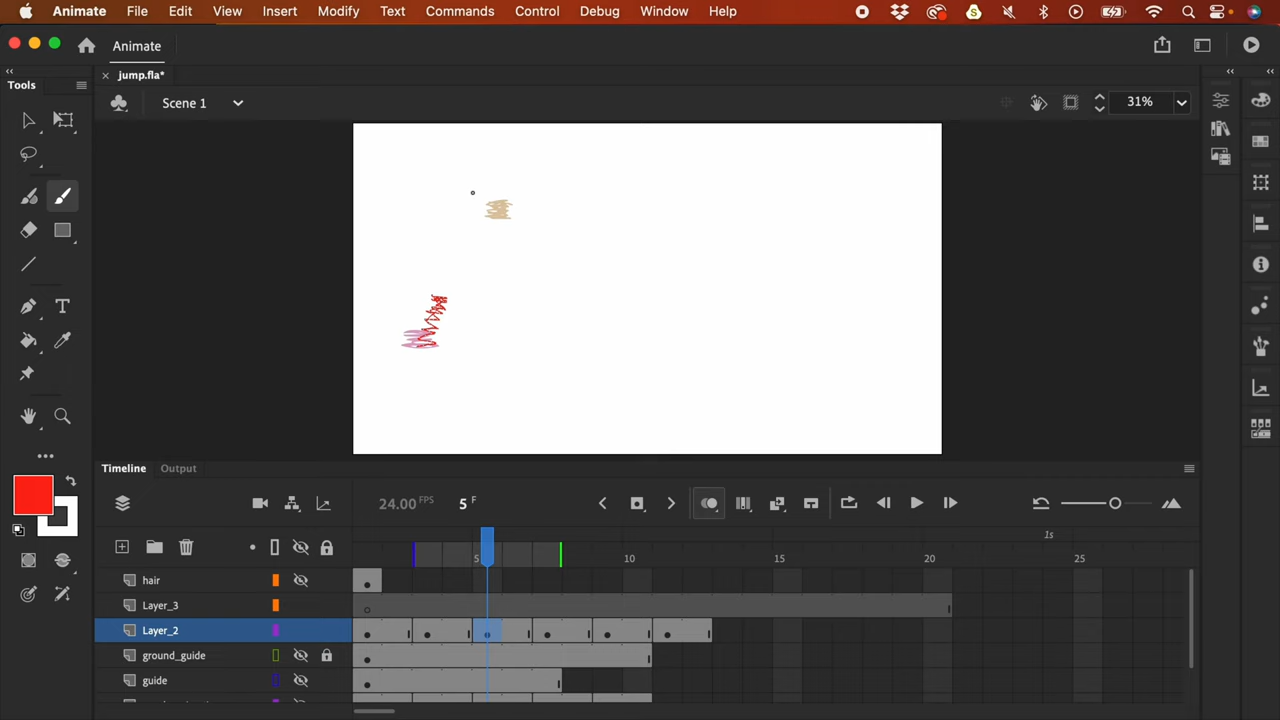 Animate File Edit View Insert Modify Text Commands Control Debug Window Help
Animate
jump.fla*
Tools
Scene 1
31%
T
Timeline Output
24.00 FPS 5 F
1s
5 10 15 20 25
hair
Layer_3
Layer_2
ground_guide
guide